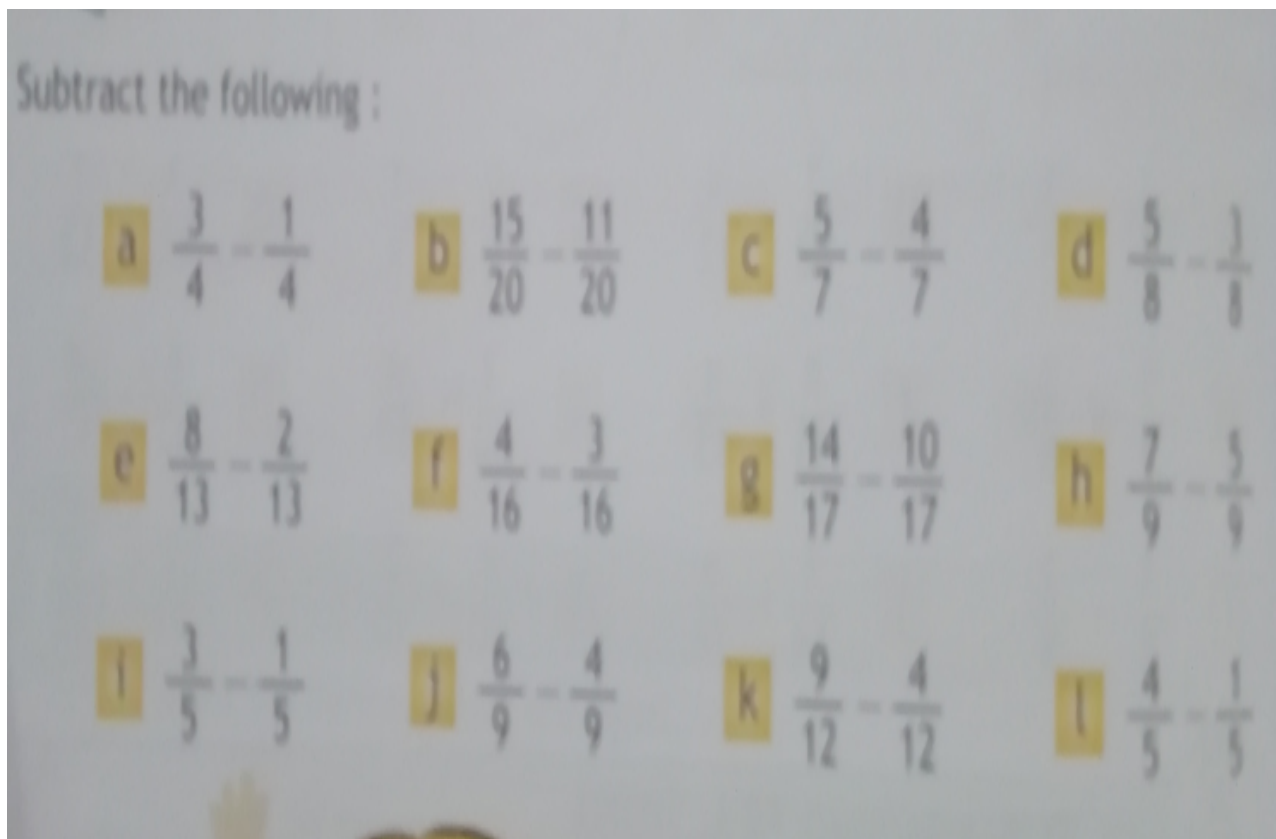 Subtract the following :
a 3/4 - 1/4 b 15/20 - 11/20 c 5/7 - 4/7 d 5/8 - 3/8
e 8/13 - 2/13 f 4/16 - 3/16 g 14/17 - 10/17 h 7/9 - 5/9
i 3/5 - 1/5 j 6/9 - 4/9 k 9/12 - 4/12 l 4/5 - 1/5